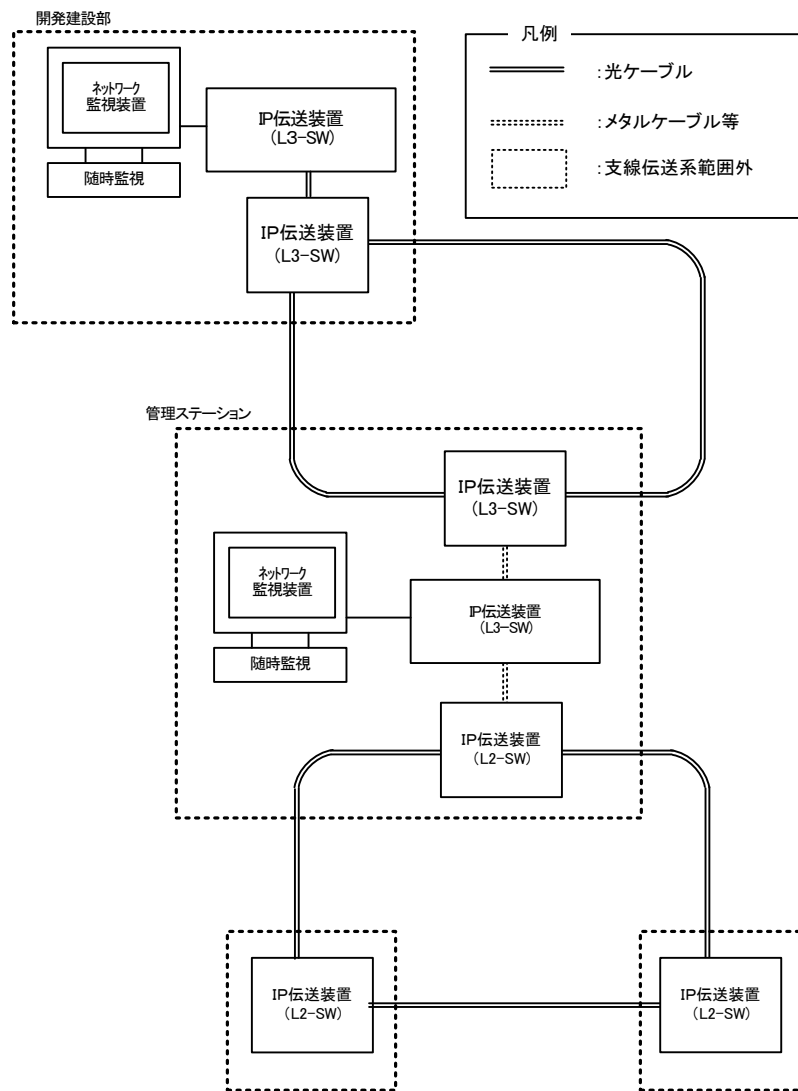 開発建設部
ネットワーク
監視装置
随時監視
IP伝送装置
(L3-SW)
IP伝送装置
(L3-SW)
凡例
:光ケーブル
:メタルケーブル等
:支線伝送系範囲外
管理ステーション
IP伝送装置
(L3-SW)
ネットワーク
監視装置
随時監視
IP伝送装置
(L3-SW)
IP伝送装置
(L2-SW)
IP伝送装置
(L2-SW)
IP伝送装置
(L2-SW)